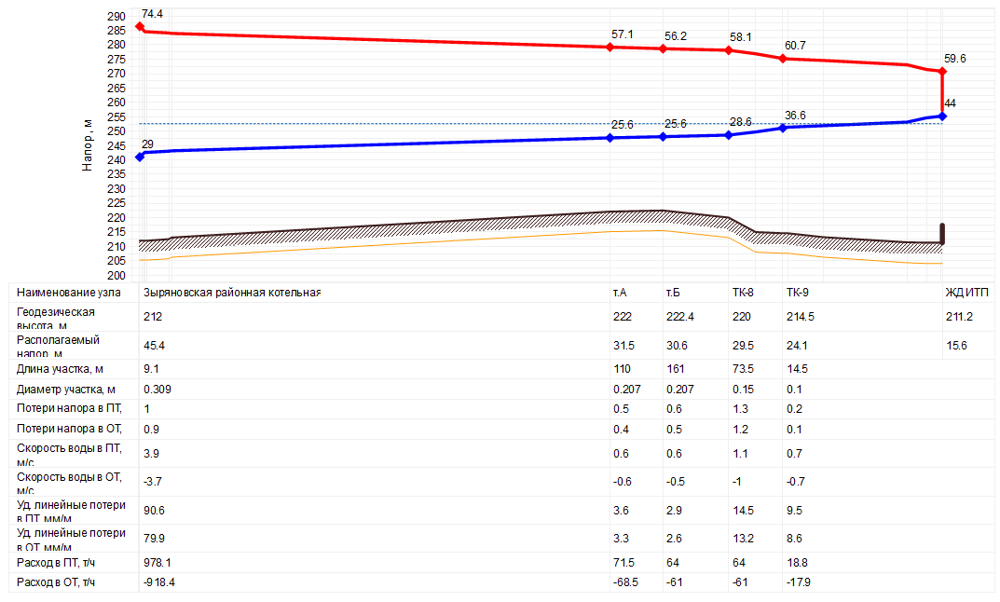 290
285
280
275
270
265
260
255
250
245
240
235
230
225
220
215
210
205
200
Напор, м
74.4
57.1
56.2
58.1
60.7
59.6
44
29
25.6
25.6
28.6
36.6
Наименование узла Зыряновская районная котельная т.А т.Б ТК-8 ТК-9 ЖД ИТП
Геодезическая
высота, м 212 222 222.4 220 214.5 211.2
Располагаемый
напор, м 45.4 31.5 30.6 29.5 24.1 15.6
Длина участка, м 9.1 110 161 73.5 14.5
Диаметр участка, м 0.309 0.207 0.207 0.15 0.1
Потери напора в ПТ, 1 0.5 0.6 1.3 0.2
Потери напора в ОТ, 0.9 0.4 0.5 1.2 0.1
Скорость воды в ПТ,
м/с 3.9 0.6 0.6 1.1 0.7
Скорость воды в ОТ,
м/с -3.7 -0.6 -0.5 -1 -0.7
Уд. линейные потери
в ПТ, мм/м 90.6 3.6 2.9 14.5 9.5
Уд. линейные потери
в ОТ, мм/м 79.9 3.3 2.6 13.2 8.6
Расход в ПТ, т/ч 978.1 71.5 64 64 18.8
Расход в ОТ, т/ч -918.4 -68.5 -61 -61 -17.9